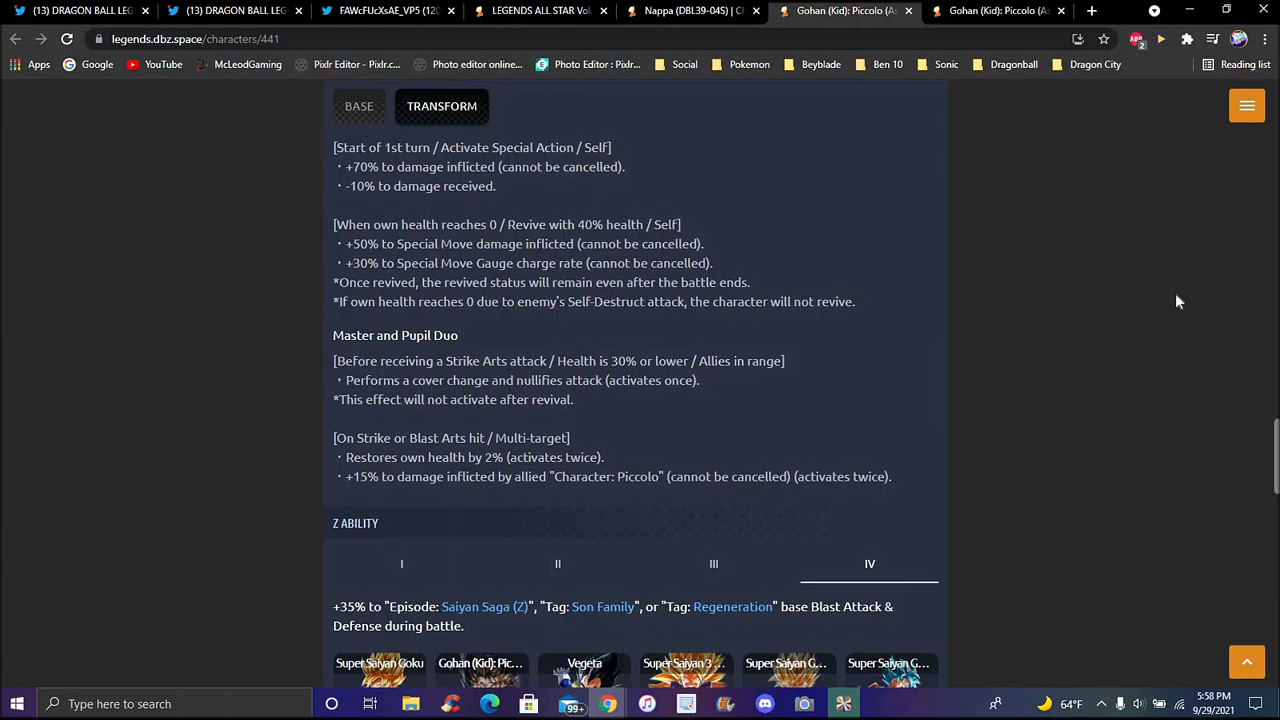 (13) DRAGON BALL LEG
(13) DRAGON BALL LEG
FAWcFUcXsAE_VP5 (120
LEGENDS ALL STAR Vol.
Nappa (DBL39-04S) | C
Gohan (Kid): Piccolo (As
Gohan (Kid): Piccolo (As
legends.dbz.space/characters/441
2
Apps
Google
YouTube
McLeodGaming
Pixlr Editor - Pixlr.c...
Photo editor online...
Photo Editor : Pixlr...
Social
Pokemon
Beyblade
Ben 10
Sonic
Dragonball
Dragon City
Reading list
BASE
TRANSFORM
[Start of 1st turn / Activate Special Action / Self]
・+70% to damage inflicted (cannot be cancelled).
・-10% to damage received.
[When own health reaches 0 / Revive with 40% health / Self]
・+50% to Special Move damage inflicted (cannot be cancelled).
・+30% to Special Move Gauge charge rate (cannot be cancelled).
*Once revived, the revived status will remain even after the battle ends.
*If own health reaches 0 due to enemy's Self-Destruct attack, the character will not revive.
Master and Pupil Duo
[Before receiving a Strike Arts attack / Health is 30% or lower / Allies in range]
・Performs a cover change and nullifies attack (activates once).
*This effect will not activate after revival.
[On Strike or Blast Arts hit / Multi-target]
・Restores own health by 2% (activates twice).
・+15% to damage inflicted by allied "Character: Piccolo" (cannot be cancelled) (activates twice).
Z ABILITY
I
II
III
IV
+35% to "Episode: Saiyan Saga (Z)", "Tag: Son Family", or "Tag: Regeneration" base Blast Attack &
Defense during battle.
Super Saiyan Goku
Gohan (Kid): Pic...
Vegeta
Super Saiyan 3 ...
Super Saiyan G...
Super Saiyan G...
Type here to search
99+
64°F
5:58 PM
9/29/2021